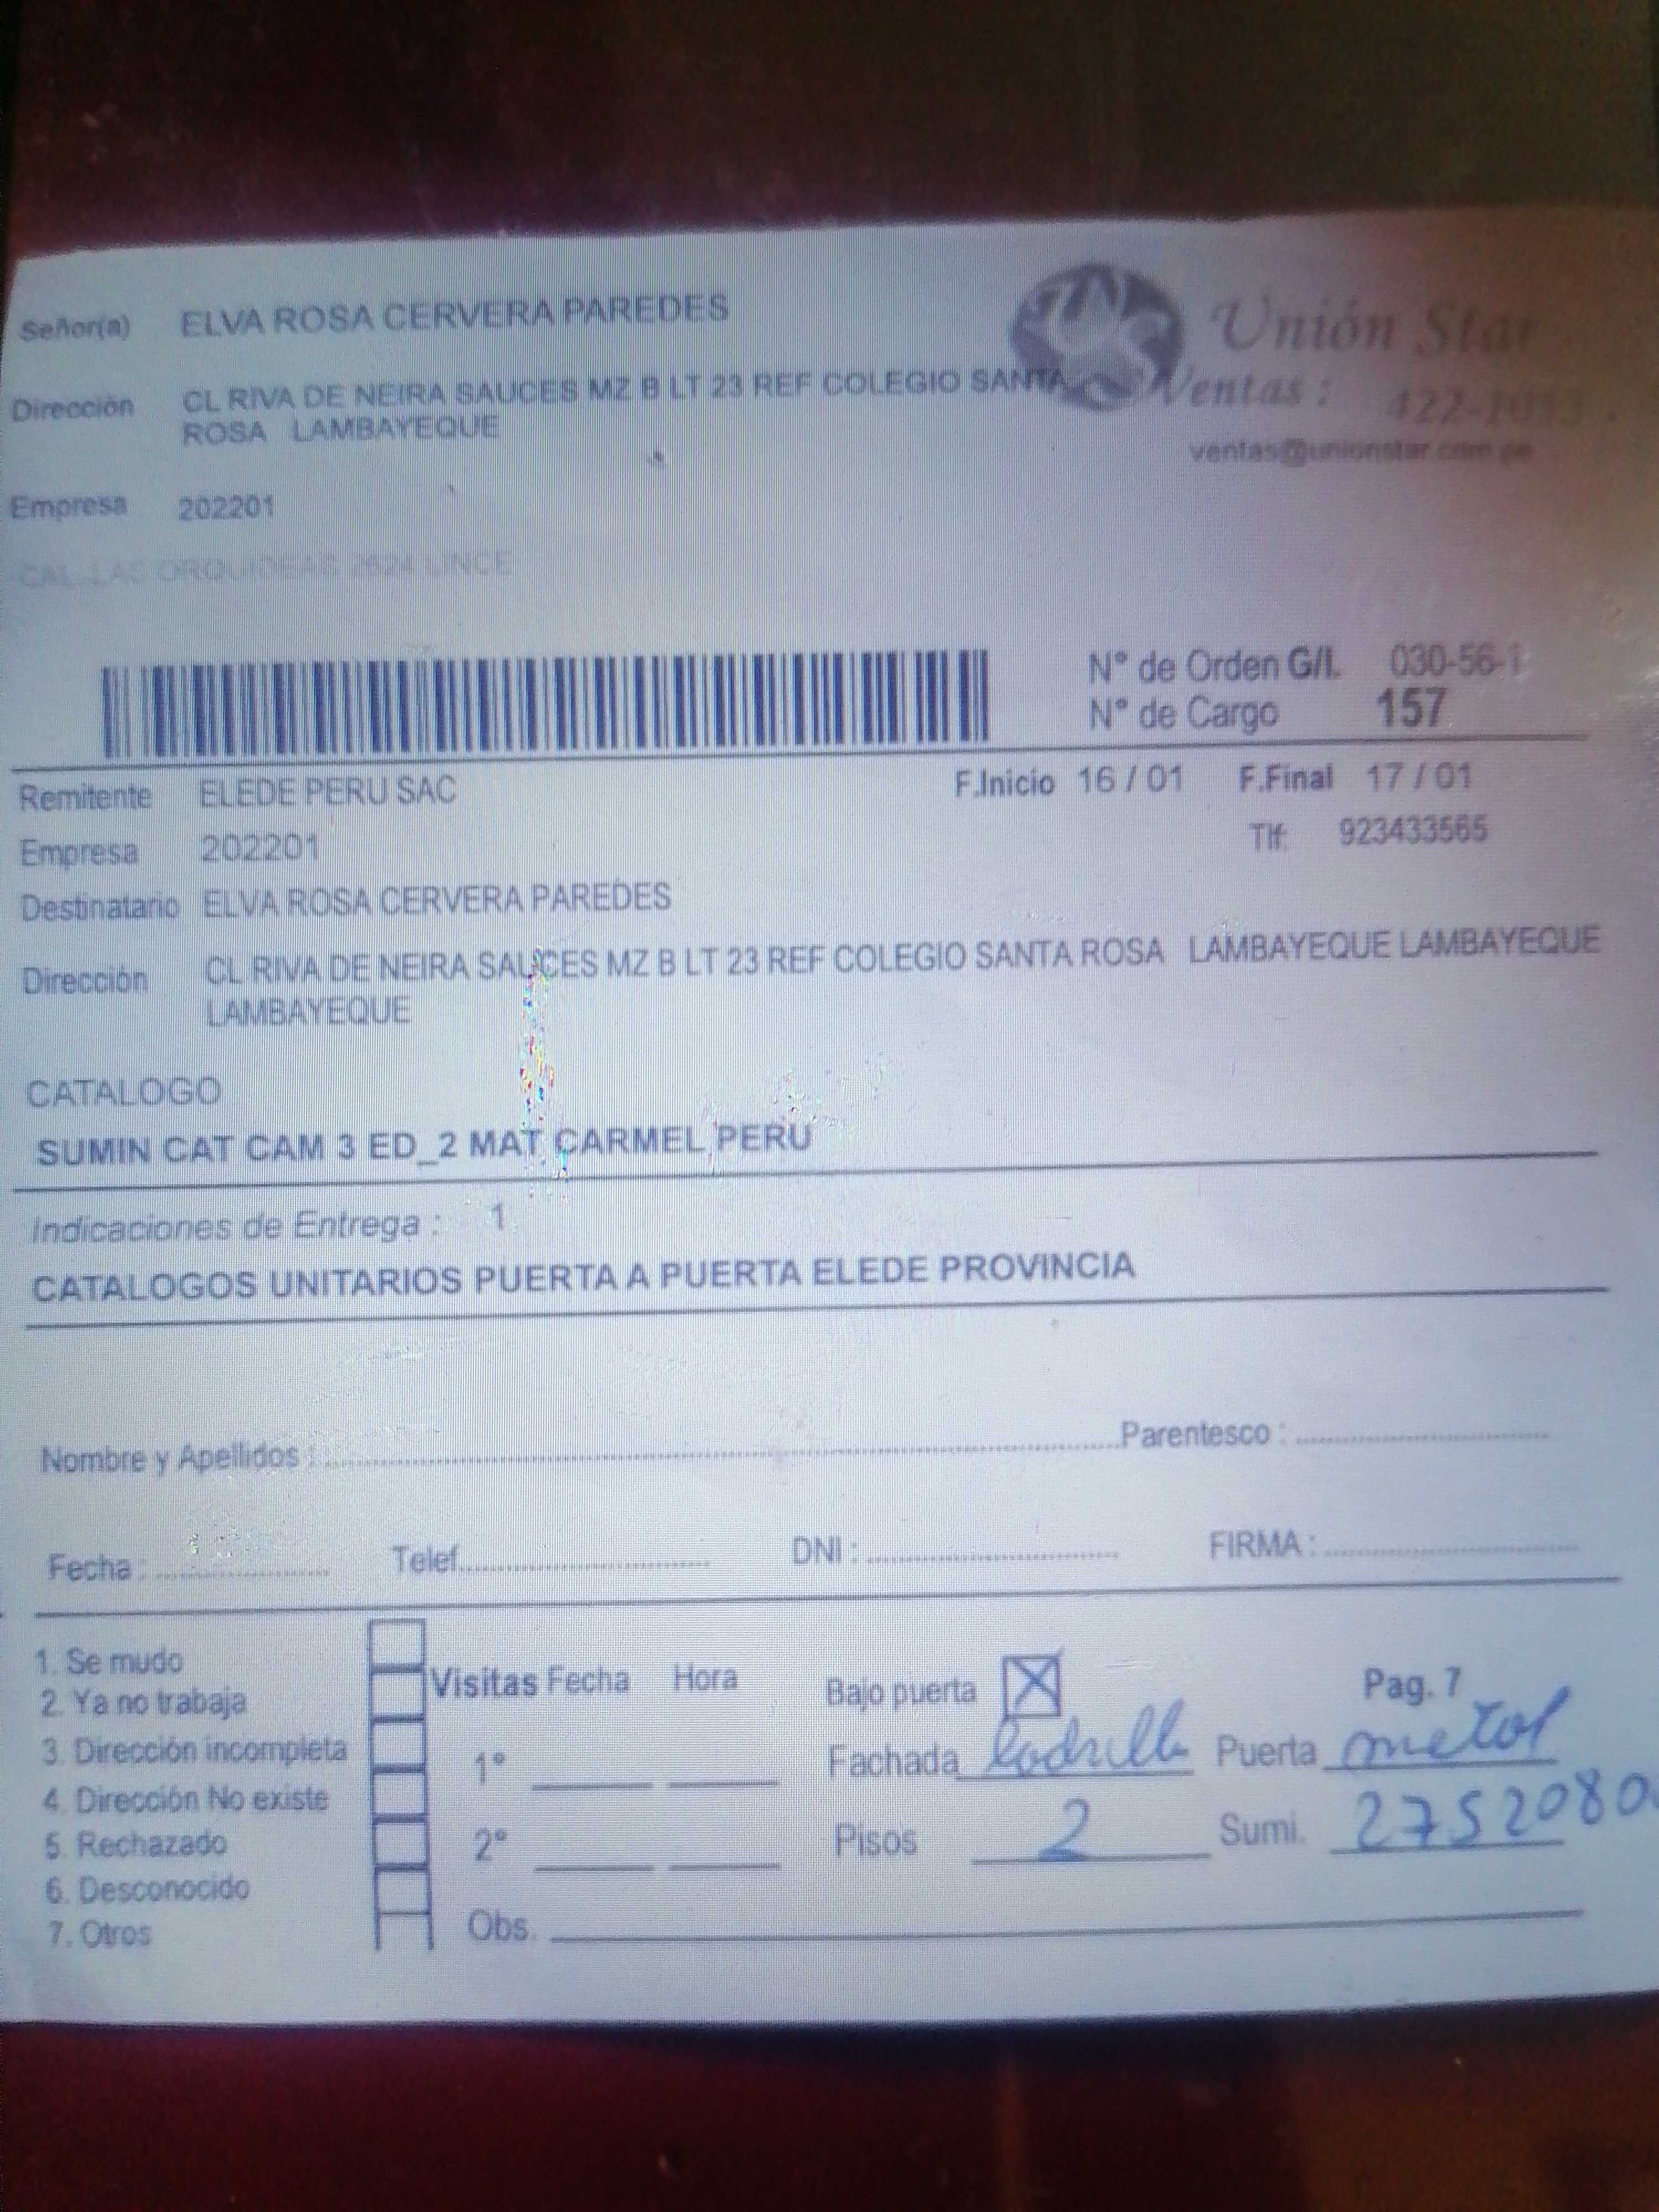 Señor(a) ELVA ROSA CERVERA PAREDES
Unión Star
Dirección CL RIVA DE NEIRA SAUCES MZ B LT 23 REF COLEGIO SANTA
ROSA LAMBAYEQUE
Ventas :
ventas@unionstar.com.pe
Empresa 202201
CAL. LAS ORQUIDEAS 2624 LINCE
N° de Orden G/I. 030-56-1
N° de Cargo 157
Remitente ELEDE PERU SAC F.Inicio 16 / 01 F.Final 17 / 01
Empresa 202201 Tlf: 923433565
Destinatario ELVA ROSA CERVERA PAREDES
Dirección CL RIVA DE NEIRA SAUCES MZ B LT 23 REF COLEGIO SANTA ROSA LAMBAYEQUE LAMBAYEQUE
LAMBAYEQUE
CATALOGO
SUMIN CAT CAM 3 ED_2 MAT CARMEL PERU
Indicaciones de Entrega : 1
CATALOGOS UNITARIOS PUERTA A PUERTA ELEDE PROVINCIA
Nombre y Apellidos : Parentesco :
Fecha : Telef. DNI : FIRMA :
1. Se mudo
2. Ya no trabaja
3. Dirección incompleta
4. Dirección No existe
5. Rechazado
6. Desconocido
7. Otros
Visitas Fecha Hora
1°
2°
Obs.
Bajo puerta X Pag. 7
Fachada Ladrillo Puerta metal
Pisos 2 Sumi. 2752080